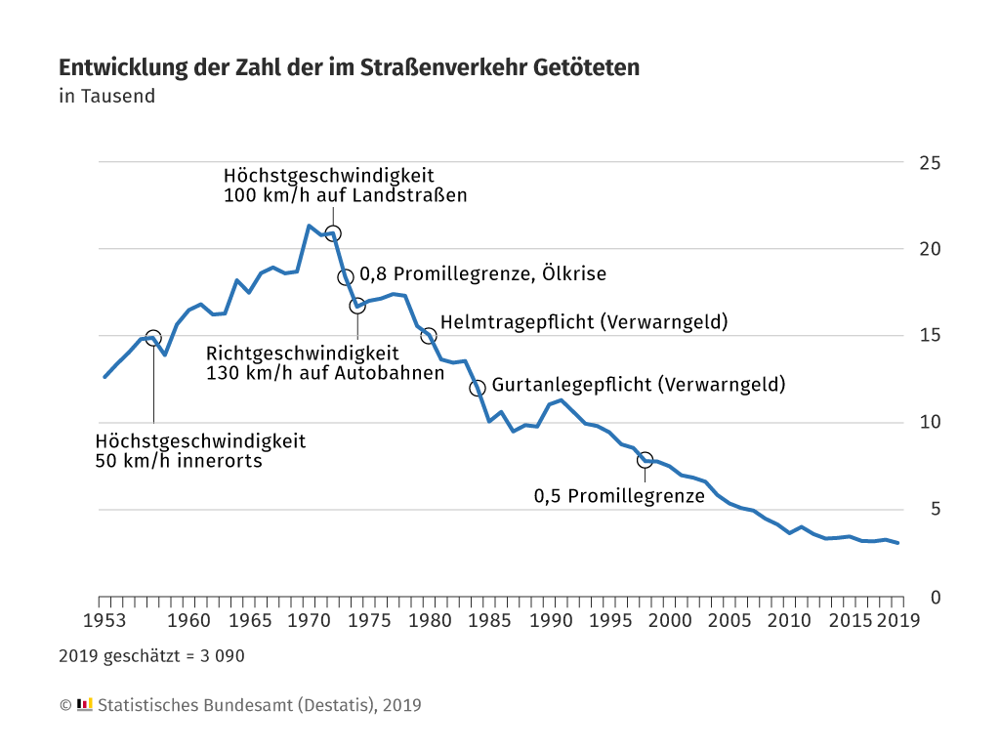 Entwicklung der Zahl der im Straßenverkehr Getöteten
in Tausend
25
Höchstgeschwindigkeit
100 km/h auf Landstraßen
20
0,8 Promillegrenze, Ölkrise
Helmtragepflicht (Verwarngeld)
15
Richtgeschwindigkeit
130 km/h auf Autobahnen
Gurtanlegepflicht (Verwarngeld)
10
Höchstgeschwindigkeit
50 km/h innerorts
0,5 Promillegrenze
5
0
1953 1960 1965 1970 1975 1980 1985 1990 1995 2000 2005 2010 2015 2019
2019 geschätzt = 3 090
© Statistisches Bundesamt (Destatis), 2019